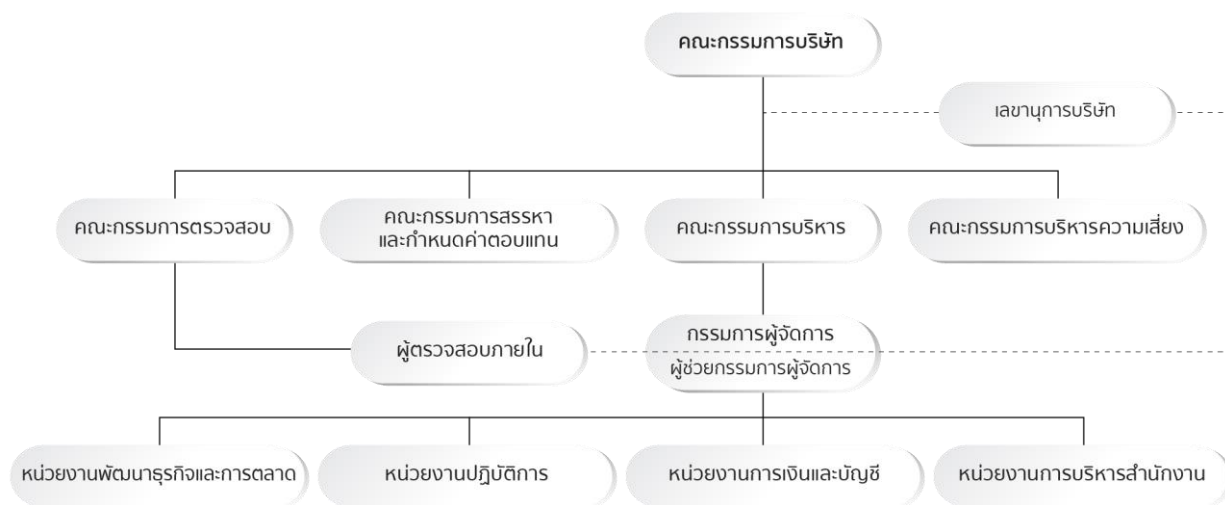 คณะกรรมการบริษัท
เลขานุการบริษัท
คณะกรรมการตรวจสอบ
คณะกรรมการสรรหา
และกำหนดค่าตอบแทน
คณะกรรมการบริหาร
คณะกรรมการบริหารความเสี่ยง
ผู้ตรวจสอบภายใน
กรรมการผู้จัดการ
ผู้ช่วยกรรมการผู้จัดการ
หน่วยงานพัฒนาธุรกิจและการตลาด
หน่วยงานปฏิบัติการ
หน่วยงานการเงินและบัญชี
หน่วยงานการบริหารสำนักงาน